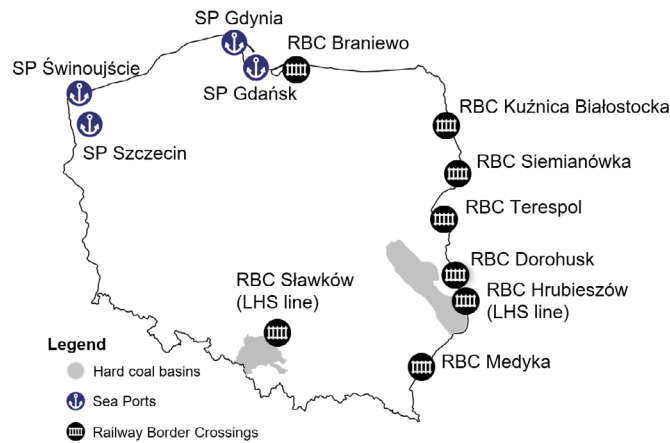 SP Gdynia
RBC Braniewo
SP Świnoujście
SP Gdańsk
RBC Kuźnica Białostocka
SP Szczecin
RBC Siemianówka
RBC Terespol
RBC Dorohusk
RBC Sławków
(LHS line)
RBC Hrubieszów
(LHS line)
Legend
RBC Medyka
Hard coal basins
Sea Ports
Railway Border Crossings